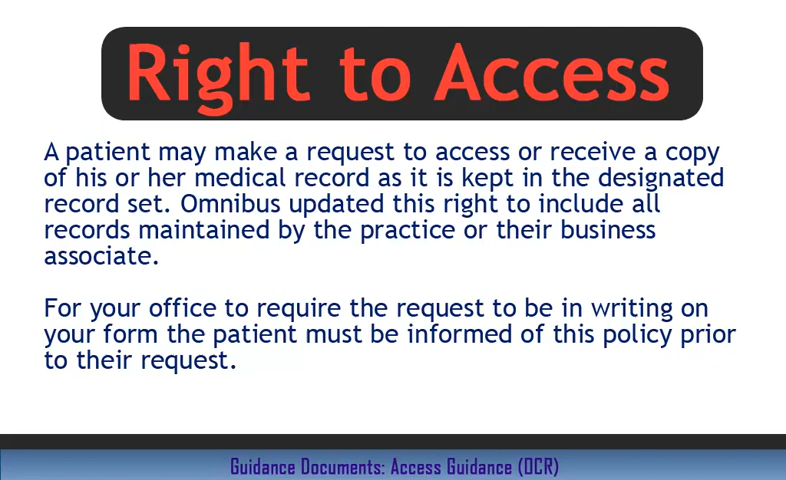 Right to Access
A patient may make a request to access or receive a copy
of his or her medical record as it is kept in the designated
record set. Omnibus updated this right to include all
records maintained by the practice or their business
associate.
For your office to require the request to be in writing on
your form the patient must be informed of this policy prior
to their request.
Guidance Documents: Access Guidance (OCR)